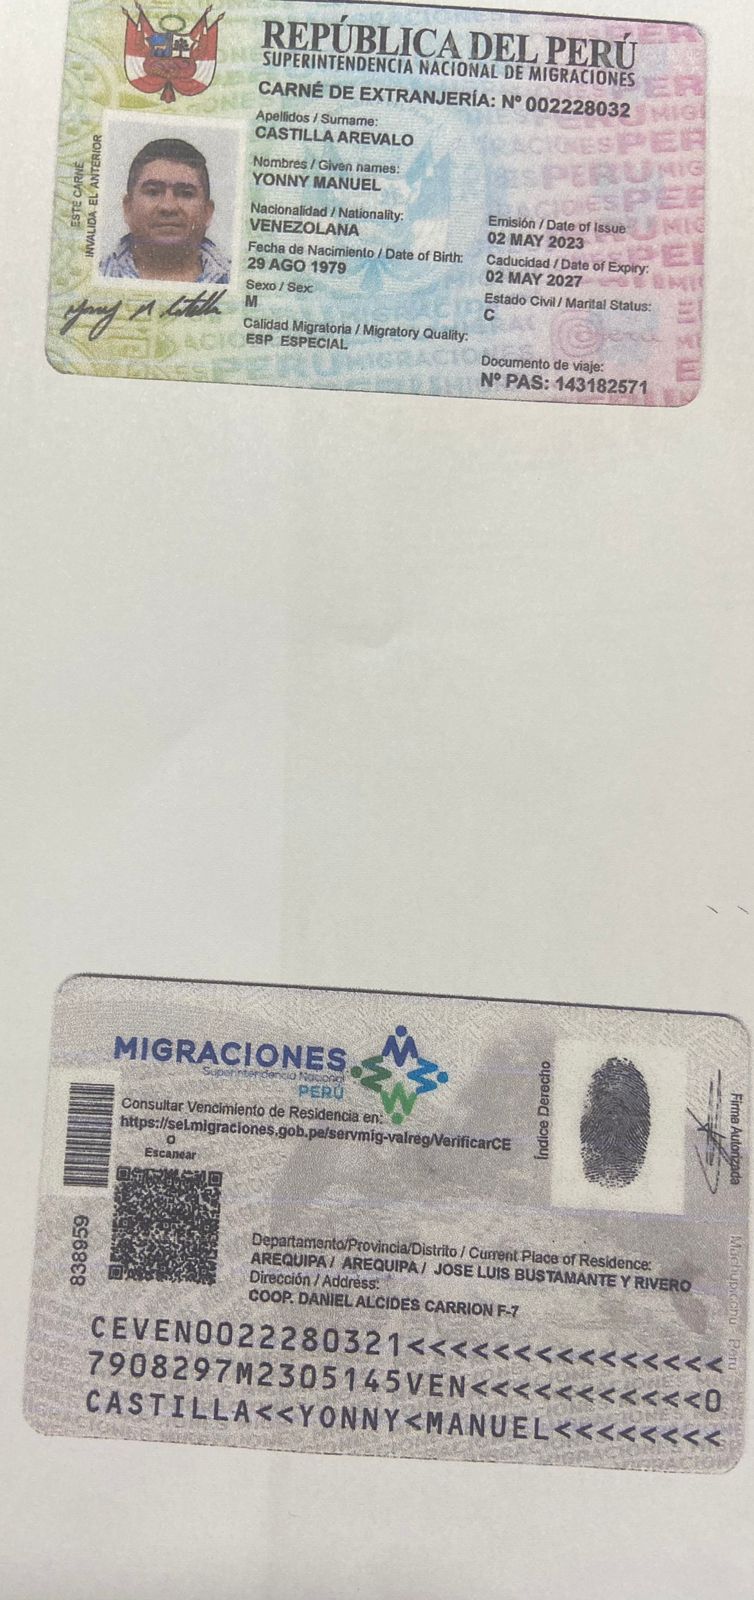 REPÚBLICA DEL PERÚ
SUPERINTENDENCIA NACIONAL DE MIGRACIONES
CARNÉ DE EXTRANJERÍA: Nº 002228032
ESTE CARNÉ
INVALIDA EL ANTERIOR
Apellidos / Surname:
CASTILLA AREVALO
Nombres / Given names:
YONNY MANUEL
Nacionalidad / Nationality:
VENEZOLANA
Fecha de Nacimiento / Date of Birth:
29 AGO 1979
Sexo / Sex:
M
Calidad Migratoria / Migratory Quality:
ESP ESPECIAL
Emisión / Date of Issue
02 MAY 2023
Caducidad / Date of Expiry:
02 MAY 2027
Estado Civil / Marital Status:
C
Documento de viaje:
Nº PAS: 143182571
MIGRACIONES
Superintendencia Nacional
PERÚ
Consultar Vencimiento de Residencia en:
https://sel.migraciones.gob.pe/servmig-valreg/VerificarCE
O
Escanear
838959
Índice Derecho
Firma Autorizada
Departamento/Provincia/Distrito / Current Place of Residence:
AREQUIPA / AREQUIPA / JOSE LUIS BUSTAMANTE Y RIVERO
Dirección / Address:
COOP. DANIEL ALCIDES CARRION F-7
CEVEN0022280321<<<<<<<<<<<<<<<
7908297M2305145VEN<<<<<<<<<<<0
CASTILLA<<YONNY<MANUEL<<<<<<<<